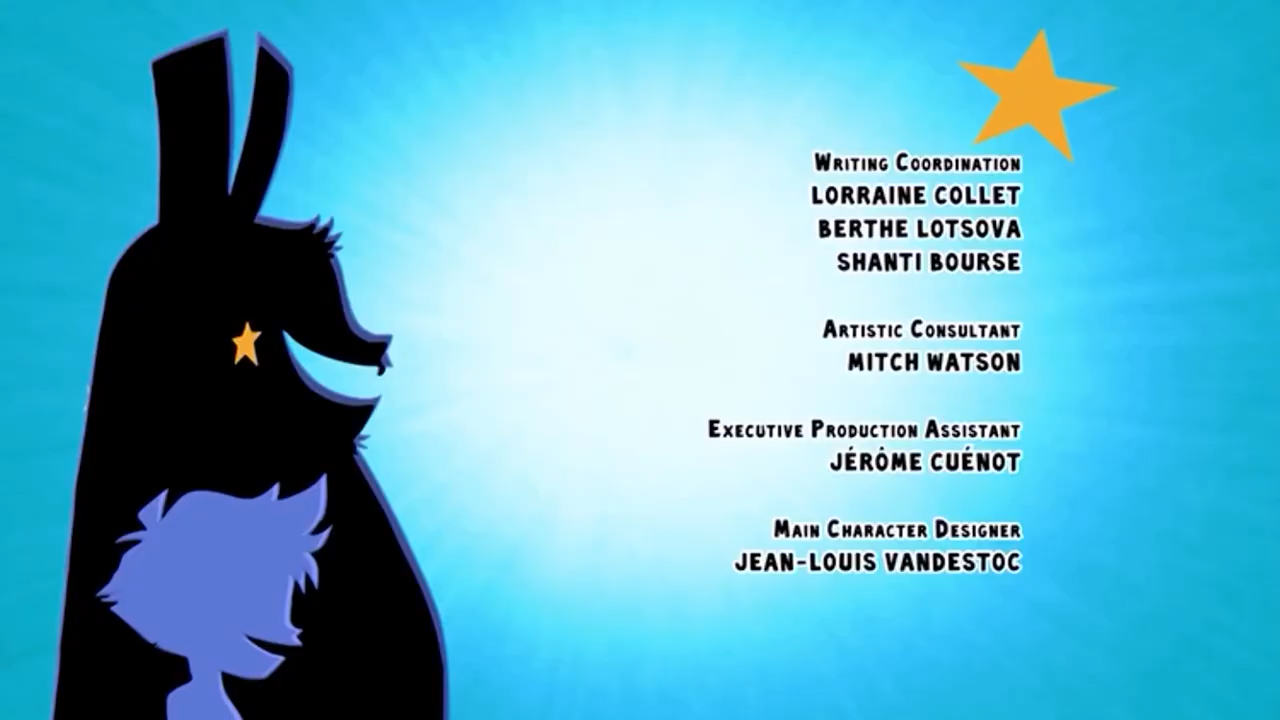 Writing Coordination
LORRAINE COLLET
BERTHE LOTSOVA
SHANTI BOURSE
Artistic Consultant
MITCH WATSON
Executive Production Assistant
JÉRÔME CUÉNOT
Main Character Designer
JEAN-LOUIS VANDESTOC